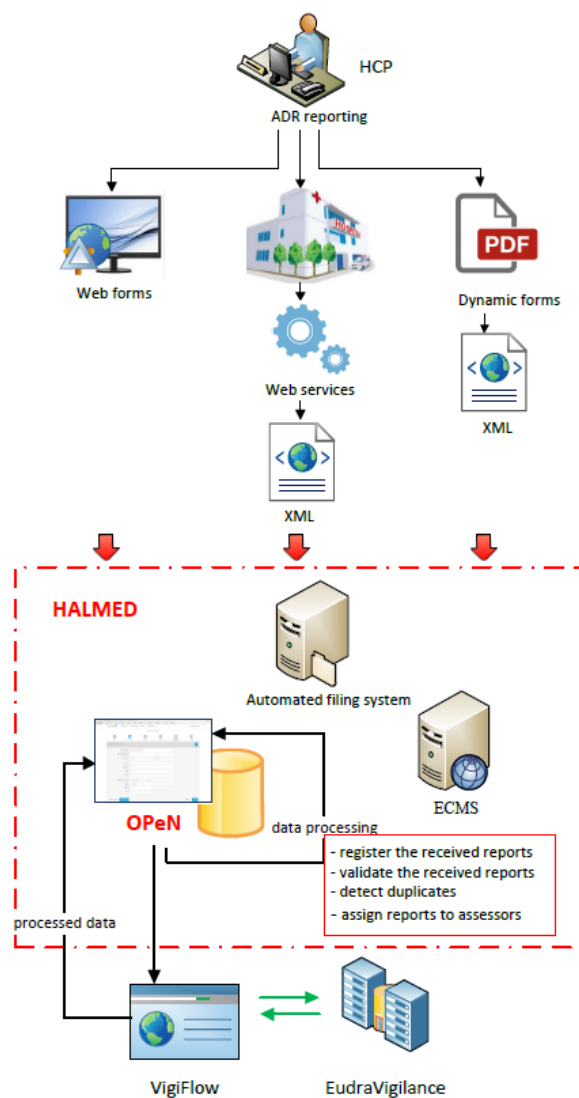 HCP
ADR reporting
Web forms
HOSPI
PDF
Dynamic forms
Web services
XML
XML
HALMED
Automated filing system
ECMS
OPeN
data processing
- register the received reports
- validate the received reports
- detect duplicates
- assign reports to assessors
processed data
VigiFlow
EudraVigilance